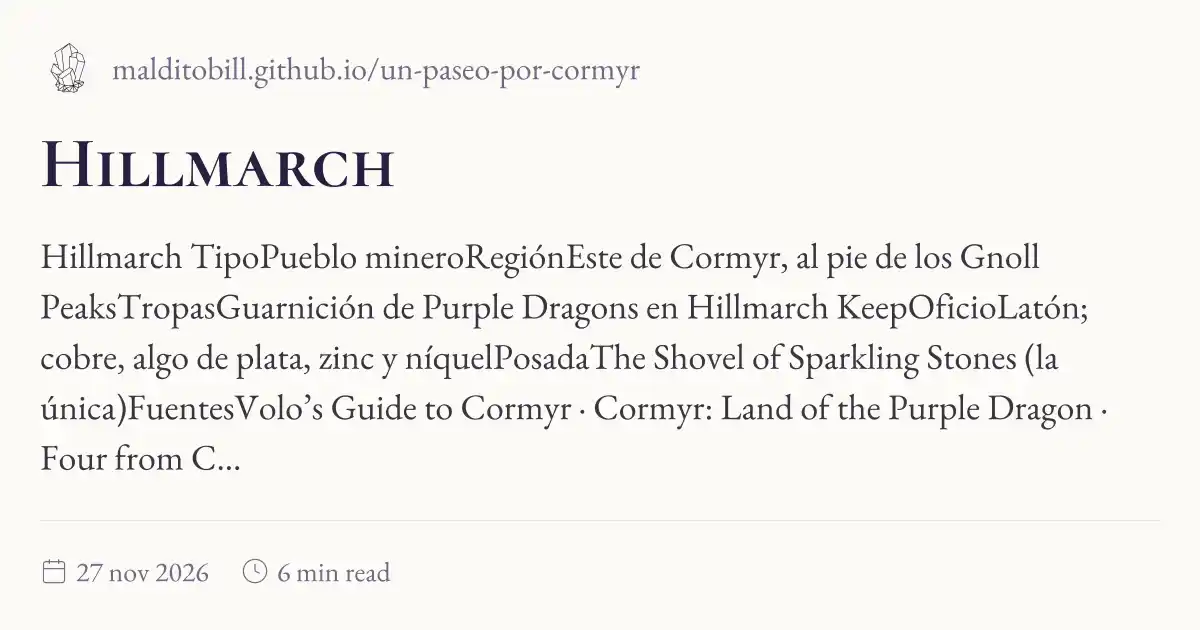 malditobill.github.io/un-paseo-por-cormyr
Hillmarch
Hillmarch TipoPueblo mineroRegiónEste de Cormyr, al pie de los Gnoll
PeaksTropasGuarnición de Purple Dragons en Hillmarch KeepOficioLatón;
cobre, algo de plata, zinc y níquelPosadaThe Shovel of Sparkling Stones (la
única)FuentesVolo’s Guide to Cormyr · Cormyr: Land of the Purple Dragon ·
Four from C...
27 nov 2026
6 min read